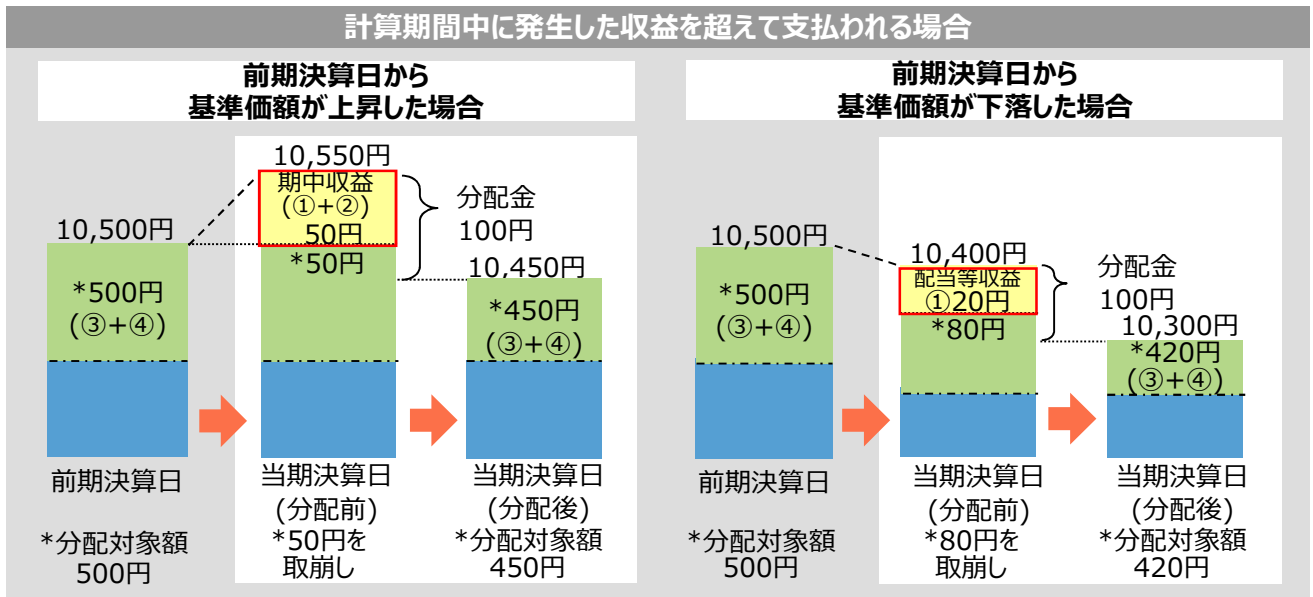 計算期間中に発生した収益を超えて支払われる場合
前期決算日から
基準価額が上昇した場合
10,500円
*500円
(③+④)
前期決算日
*分配対象額
500円
10,550円
期中収益
(①+②)
50円
*50円
当期決算日
(分配前)
*50円を
取崩し
分配金
100円
10,450円
*450円
(③+④)
当期決算日
(分配後)
*分配対象額
450円
前期決算日から
基準価額が下落した場合
10,500円
*500円
(③+④)
前期決算日
*分配対象額
500円
10,400円
配当等収益
①20円
*80円
当期決算日
(分配前)
*80円を
取崩し
分配金
100円
10,300円
*420円
(③+④)
当期決算日
(分配後)
*分配対象額
420円